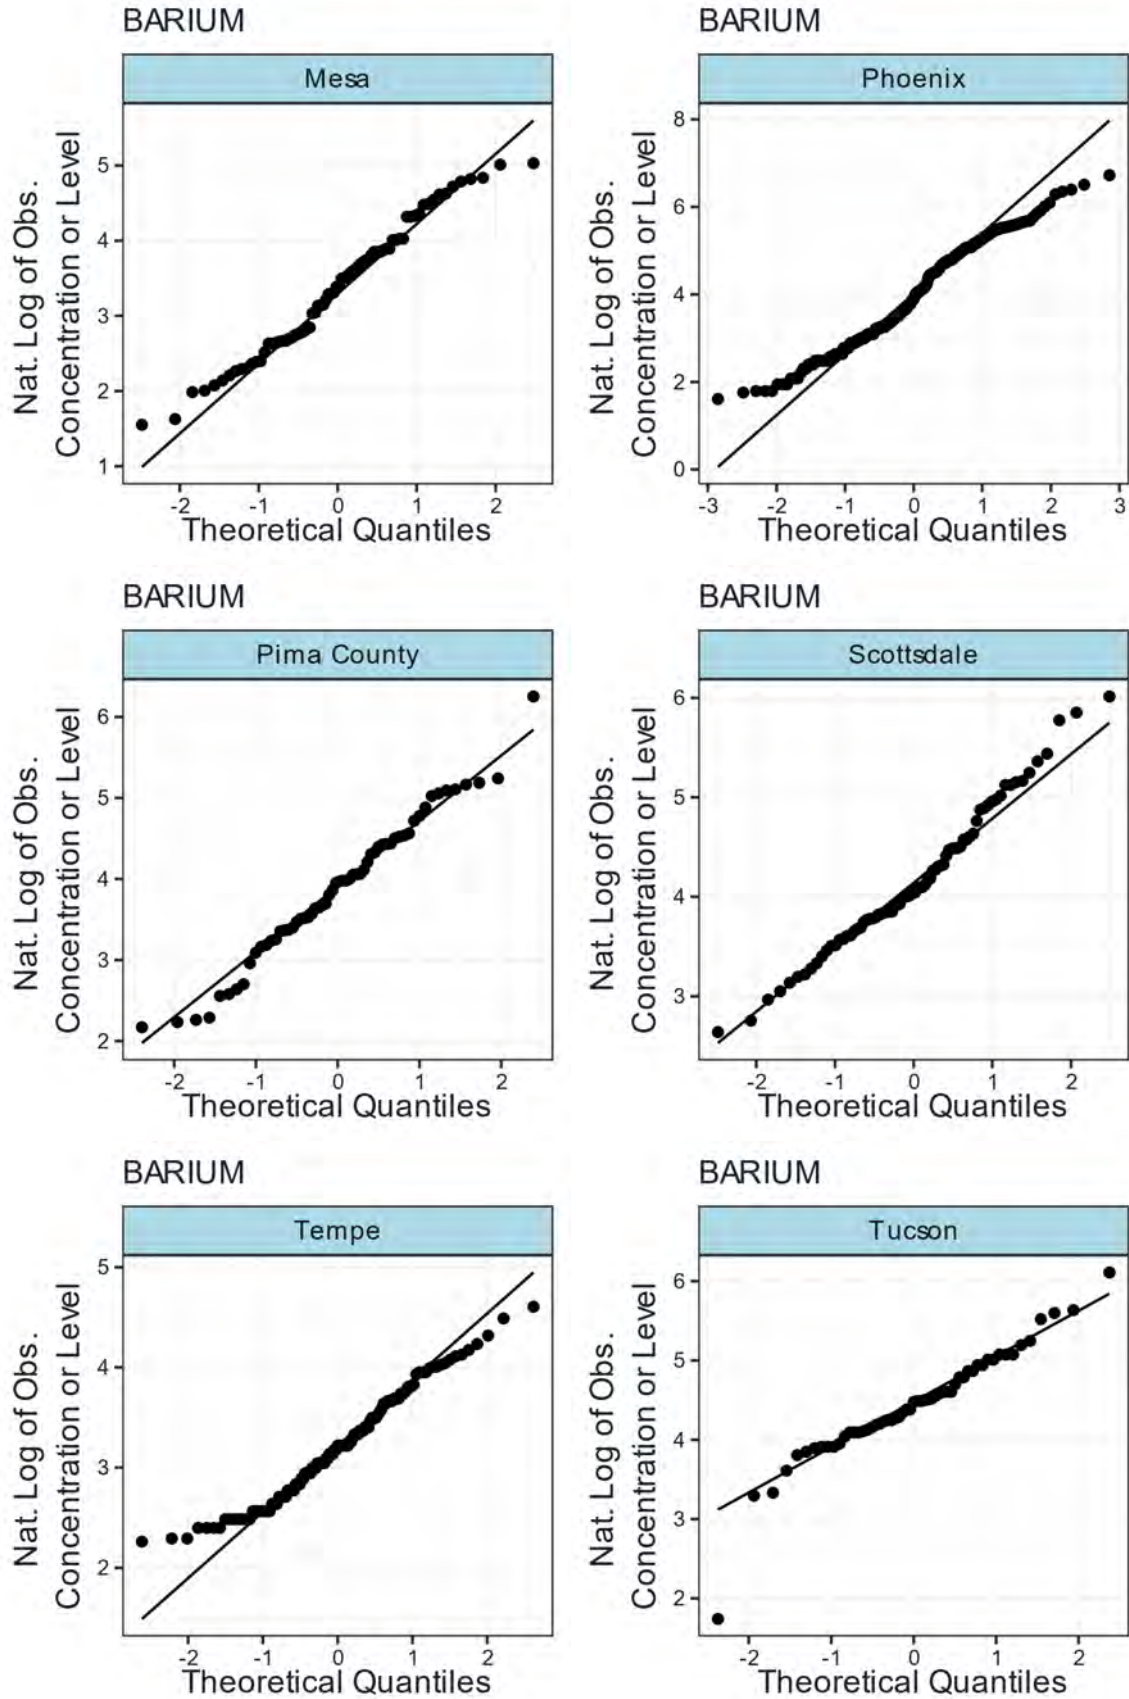 BARIUM
Mesa
Nat. Log of Obs.
Concentration or Level
5
4
3
2
1
-2 -1 0 1 2
Theoretical Quantiles
BARIUM
Phoenix
Nat. Log of Obs.
Concentration or Level
8
6
4
2
0
-3 -2 -1 0 1 2 3
Theoretical Quantiles
BARIUM
Pima County
Nat. Log of Obs.
Concentration or Level
6
5
4
3
2
-2 -1 0 1 2
Theoretical Quantiles
BARIUM
Scottsdale
Nat. Log of Obs.
Concentration or Level
6
5
4
3
-2 -1 0 1 2
Theoretical Quantiles
BARIUM
Tempe
Nat. Log of Obs.
Concentration or Level
5
4
3
2
-2 -1 0 1 2
Theoretical Quantiles
BARIUM
Tucson
Nat. Log of Obs.
Concentration or Level
6
5
4
3
2
-2 -1 0 1 2
Theoretical Quantiles